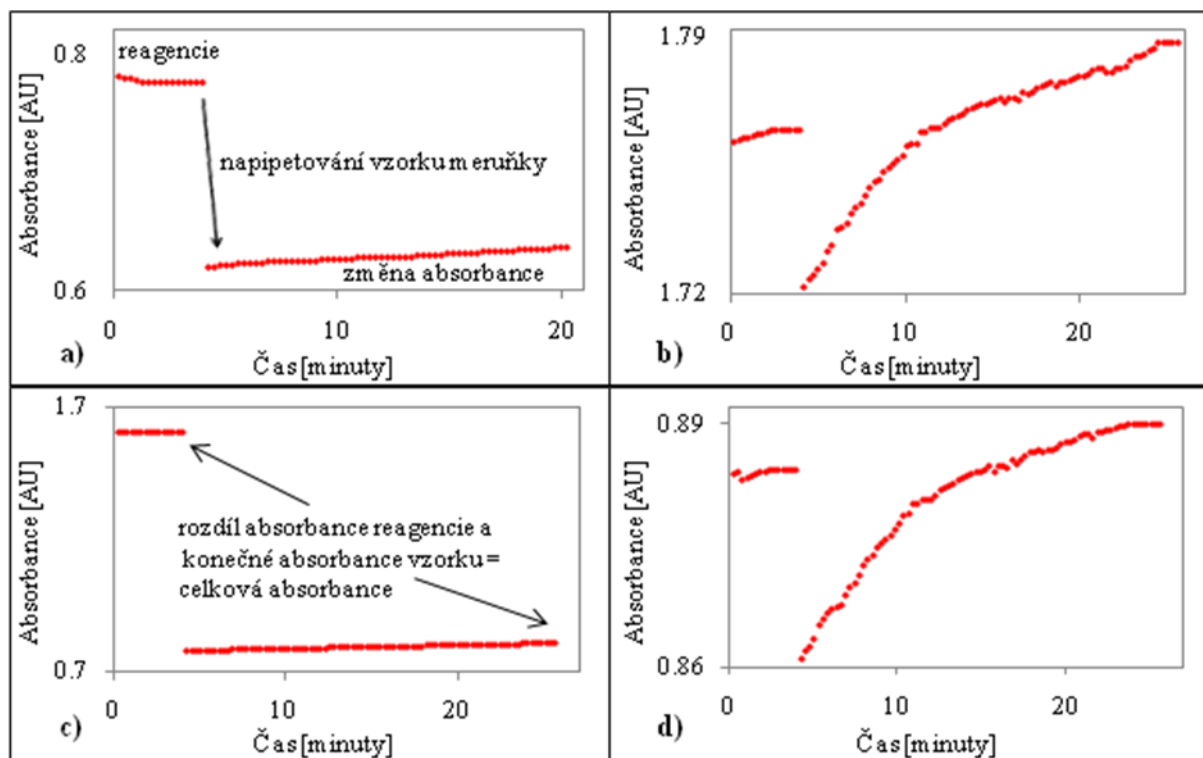 0.8
reagencie
napipetování vzorku meruňky
změna absorbance
0.6
0
10
20
Absorbance [AU]
Čas[minuty]
a)
1.79
1.72
0
10
20
Absorbance [AU]
Čas[minuty]
b)
1.7
rozdíl absorbance reagencie a
konečné absorbance vzorku=
celková absorbance
0.7
0
10
20
Absorbance [AU]
Čas[minuty]
c)
0.89
0.86
0
10
20
Absorbance [AU]
Čas[minuty]
d)